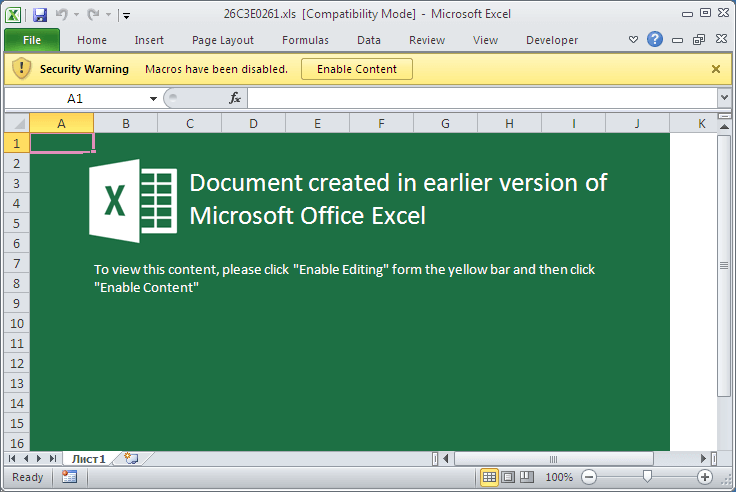 26C3E0261.xls [Compatibility Mode] - Microsoft Excel
File Home Insert Page Layout Formulas Data Review View Developer
Security Warning Macros have been disabled. Enable Content
A1 fx
A B C D E F G H I J K
1
2
3
4
5
6
7
8
9
10
11
12
13
14
15
16
X
Document created in earlier version of
Microsoft Office Excel
To view this content, please click "Enable Editing" form the yellow bar and then click
"Enable Content"
Лист1
Ready 100%